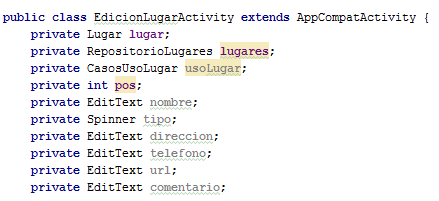 public class EdicionLugarActivity extends AppCompatActivity {
private Lugar lugar;
private RepositorioLugares lugares;
private CasosUsoLugar usoLugar;
private int pos;
private EditText nombre;
private Spinner tipo;
private EditText direccion;
private EditText telefono;
private EditText url;
private EditText comentario;